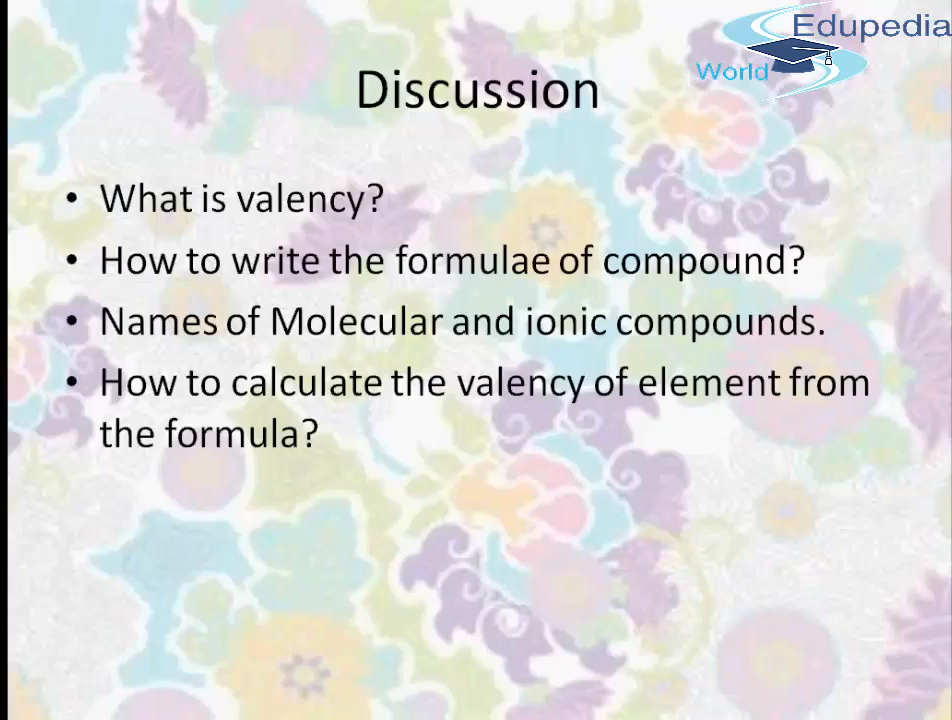 Edupedia
World
Discussion
• What is valency?
• How to write the formulae of compound?
• Names of Molecular and ionic compounds.
• How to calculate the valency of element from
the formula?